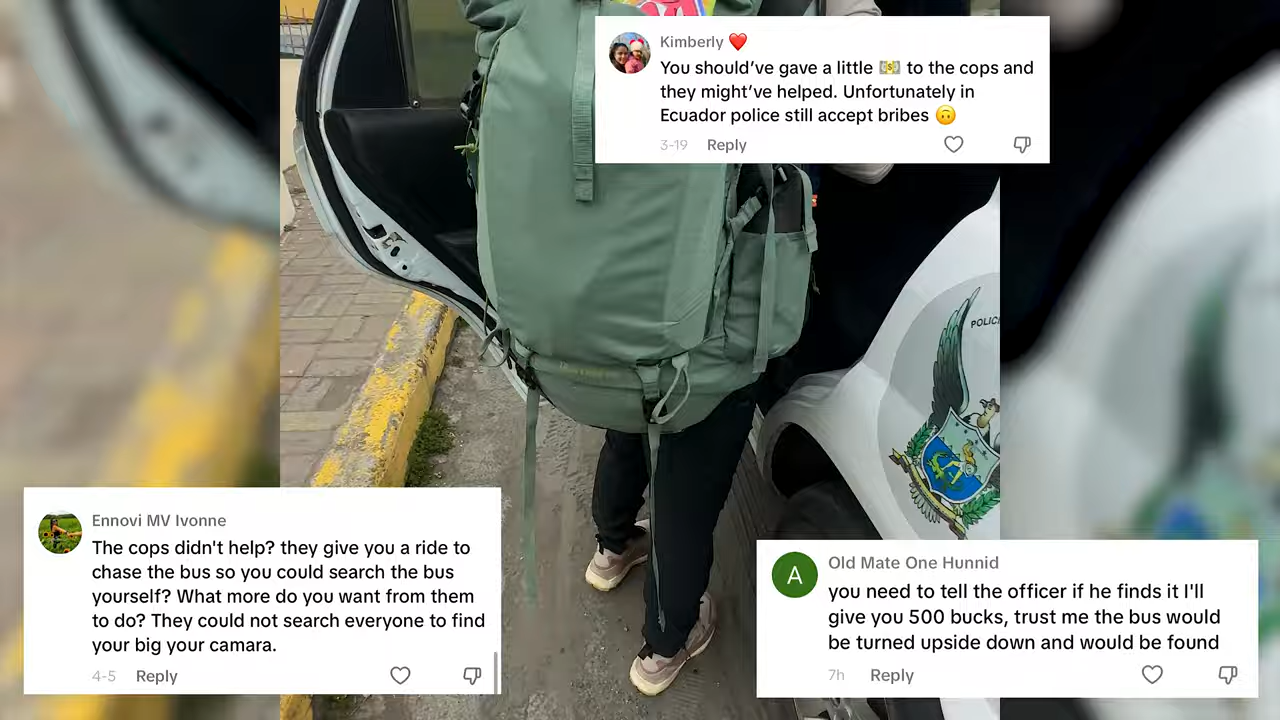 Kimberly ❤️
You should've gave a little 💵 to the cops and
they might've helped. Unfortunately in
Ecuador police still accept bribes 🙃
3-19 Reply
POLIC
Ennovi MV Ivonne
The cops didn't help? they give you a ride to
chase the bus so you could search the bus
yourself? What more do you want from them
to do? They could not search everyone to find
your big your camara.
4-5 Reply
A
Old Mate One Hunnid
you need to tell the officer if he finds it I'll
give you 500 bucks, trust me the bus would
be turned upside down and would be found
7h Reply